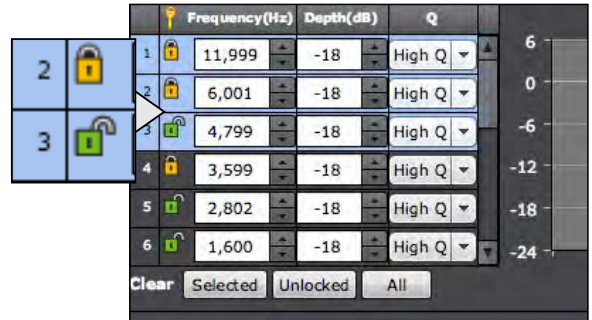 Frequency(Hz) Depth(dB) Q
1 11,999 -18 High Q
2 6,001 -18 High Q
3 4,799 -18 High Q
4 3,599 -18 High Q
5 2,802 -18 High Q
6 1,600 -18 High Q
Clear Selected Unlocked All
2
3
6
0
-6
-12
-18
-24